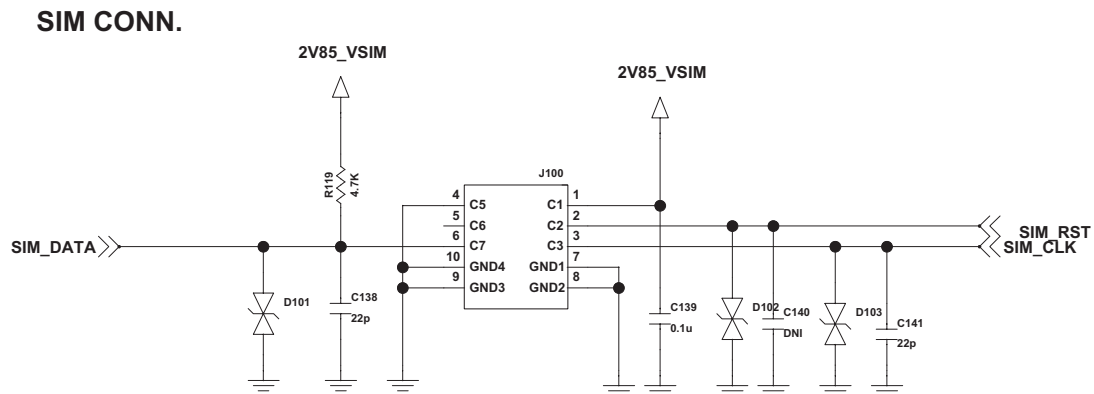 SIM CONN.
2V85_VSIM
2V85_VSIM
R119
4.7K
J100
4
C5
C1
1
5
C6
C2
2
SIM_RST
SIM_DATA
6
C7
C3
3
SIM_CLK
10
GND4
GND1
7
9
GND3
GND2
8
D101
C138
22p
C139
0.1u
D102
C140
DNI
D103
C141
22p